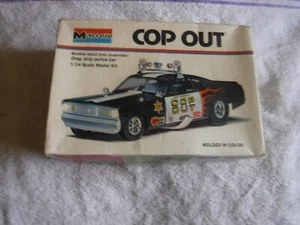 MONOGRAM
COP OUT
Drag strip police car
1/24 Scale Model Kit
COP
OUT
MOLDED IN COLOR